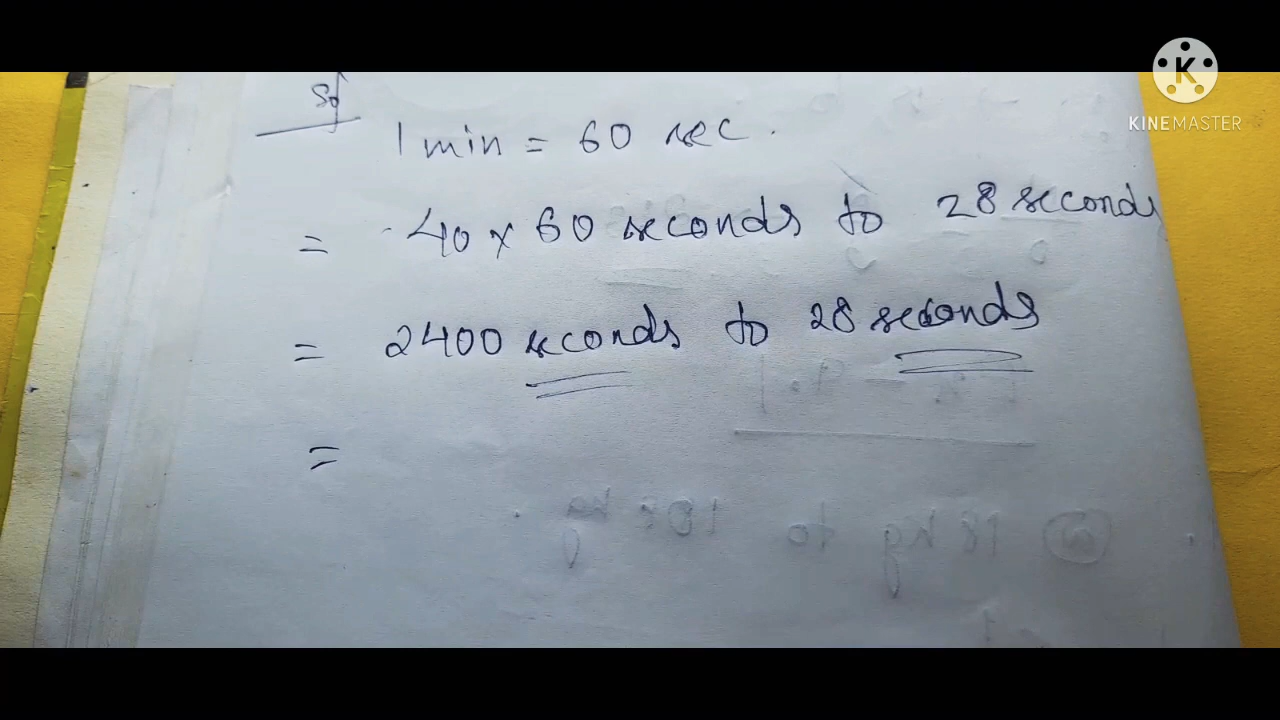 Sol
1 min = 60 sec.
= 40 x 60 seconds to 28 seconds
= 2400 seconds to 28 seconds
=
K
KINEMASTER